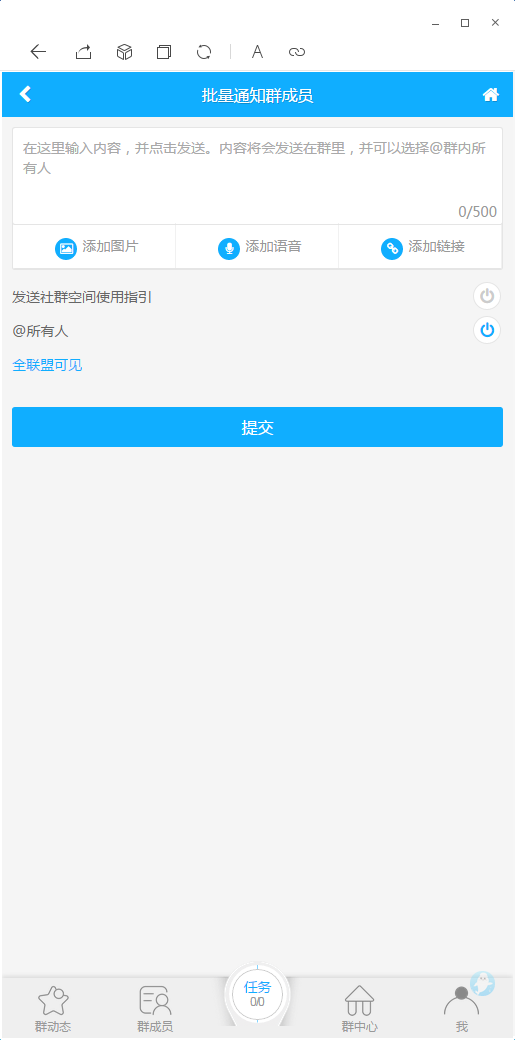 A
批量通知群成员
在这里输入内容，并点击发送。内容将会发送在群里，并可以选择@群内所
有人
0/500
添加图片 添加语音 添加链接
发送社群空间使用指引
@所有人
全联盟可见
提交
任务
0/0
群动态 群成员 群中心 我